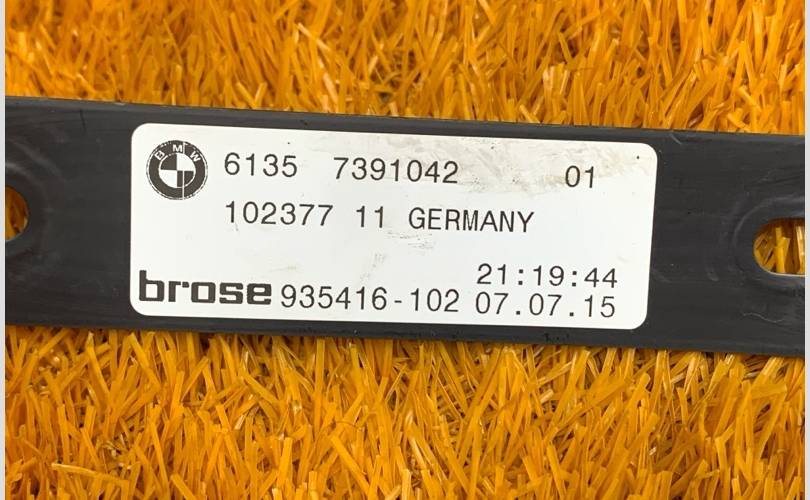 BMW
6135 7391042 01
102377 11 GERMANY
21:19:44
brose 935416-102 07.07.15